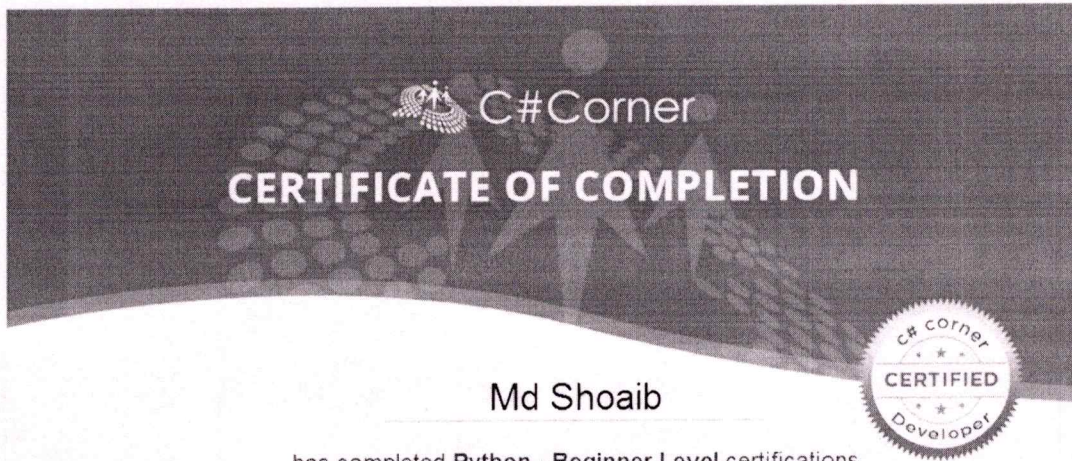 C#Corner
CERTIFICATE OF COMPLETION
Md Shoaib
c# corner
CERTIFIED
Developer
has completed Python - Beginner Level certifications